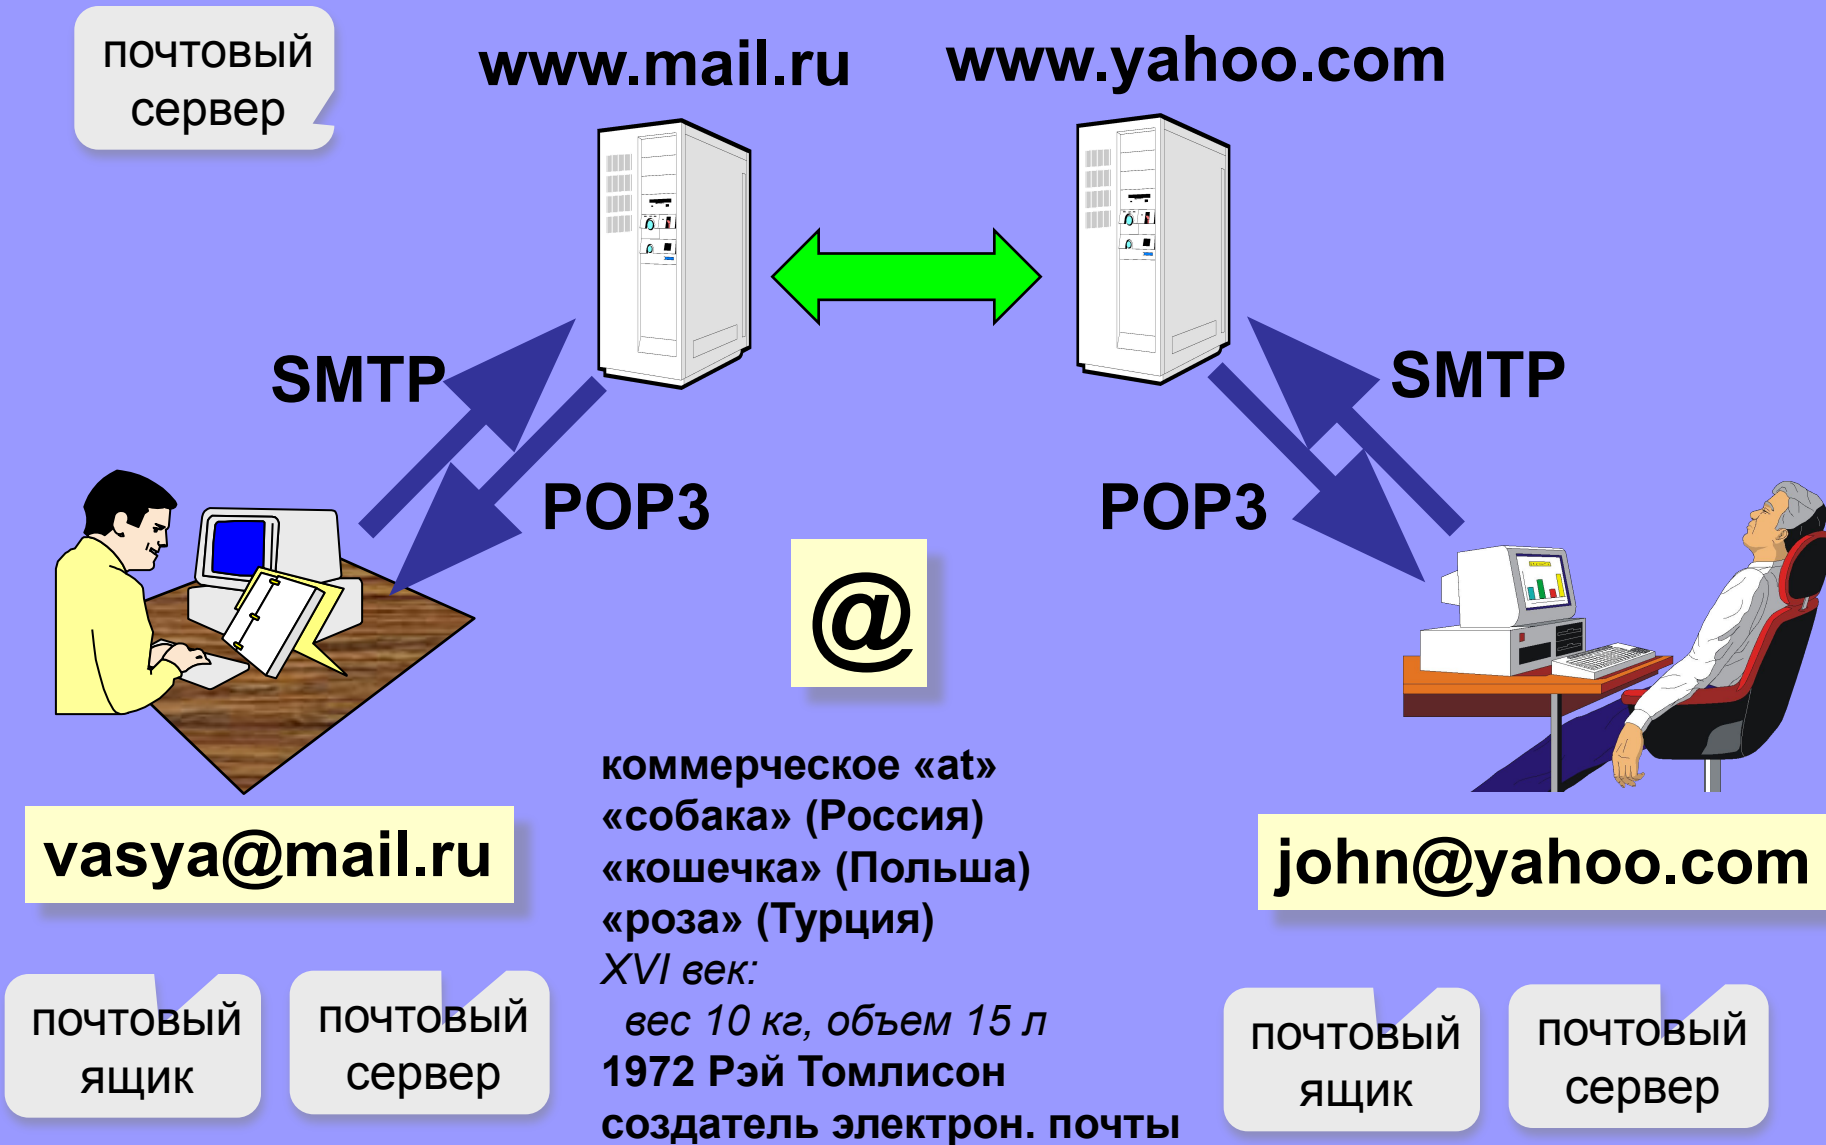 почтовый
сервер
www.mail.ru
www.yahoo.com
SMTP
SMTP
POP3
POP3
@
коммерческое «at»
«собака» (Россия)
«кошечка» (Польша)
«роза» (Турция)
XVI век:
вес 10 кг, объем 15 л
1972 Рэй Томлисон
создатель электрон. почты
vasya@mail.ru
john@yahoo.com
почтовый
ящик
почтовый
сервер
почтовый
ящик
почтовый
сервер